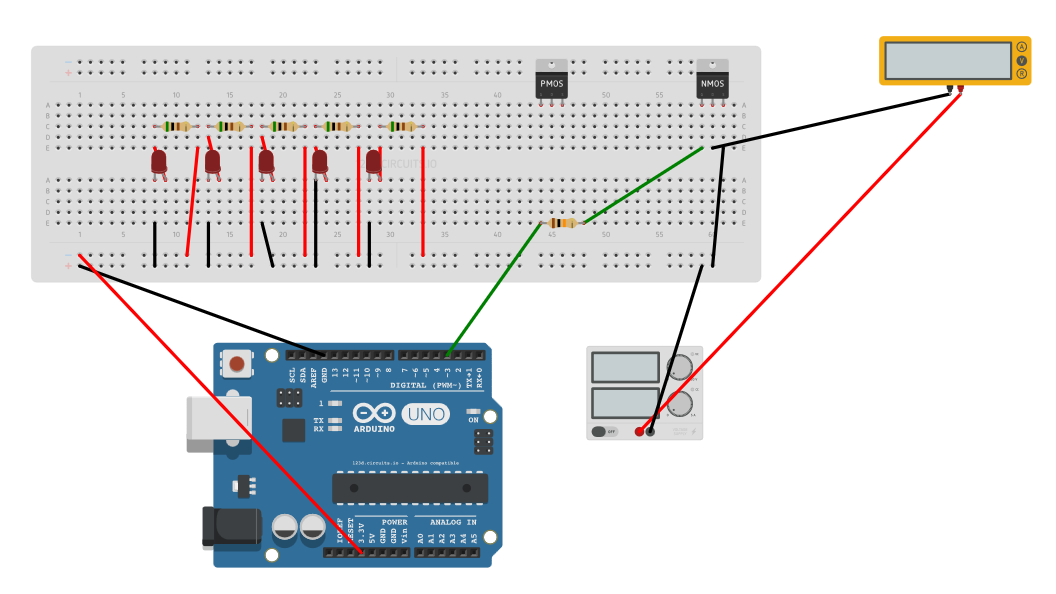 1 5 10 15 20 25 30 35 40 45 50 55
A
B
C
D
E
A
B
C
D
E
1 5 10 15 20 25 30 35 40 45 50 55 60
PMOS
NMOS
A
V
R
SCL
SDA
AREF
GND
13
12
~11
~10
~9
8
7
~6
~5
4
~3
2
TX→1
RX←0
DIGITAL (PWM~)
1
TX
RX
ARDUINO
UNO
ON
1230.circuits.io - Arduino compatible
POWER
ANALOG IN
IOREF
RESET
3.3V
5V
GND
GND
Vin
A0
A1
A2
A3
A4
A5
OFF